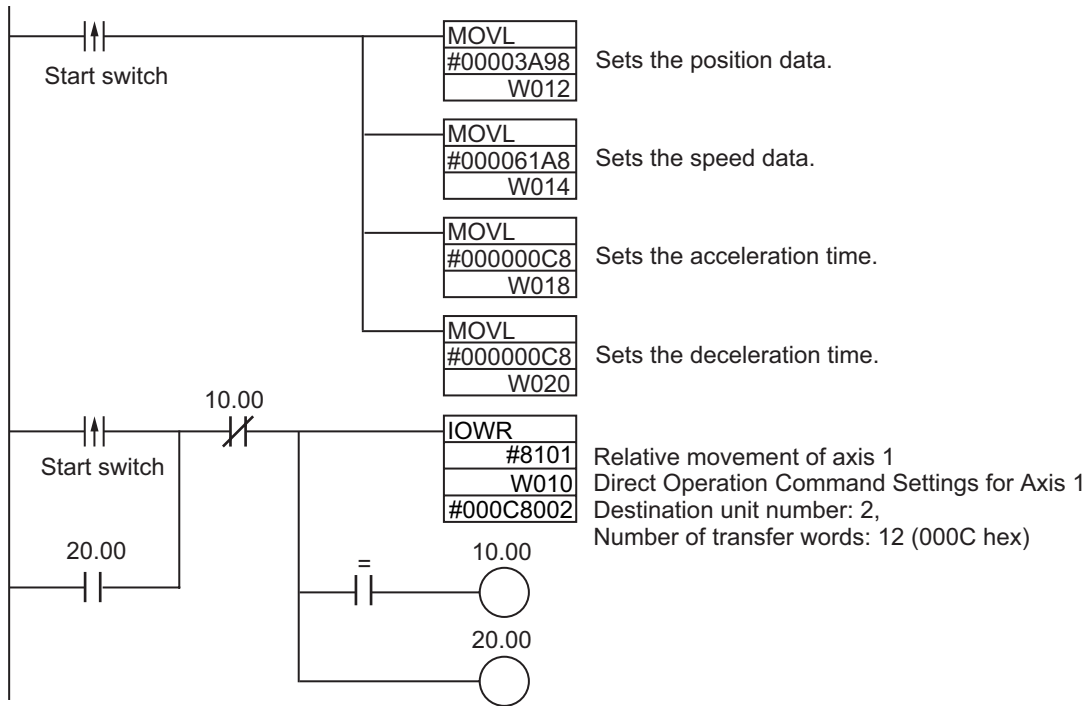 MOVL
#00003A98
W012
Sets the position data.
Start switch
MOVL
#000061A8
W014
Sets the speed data.
MOVL
#000000C8
W018
Sets the acceleration time.
MOVL
#000000C8
W020
Sets the deceleration time.
10.00
Start switch
IOWR
#8101
W010
#000C8002
Relative movement of axis 1
Direct Operation Command Settings for Axis 1
Destination unit number: 2,
Number of transfer words: 12 (000C hex)
20.00
=
10.00
20.00